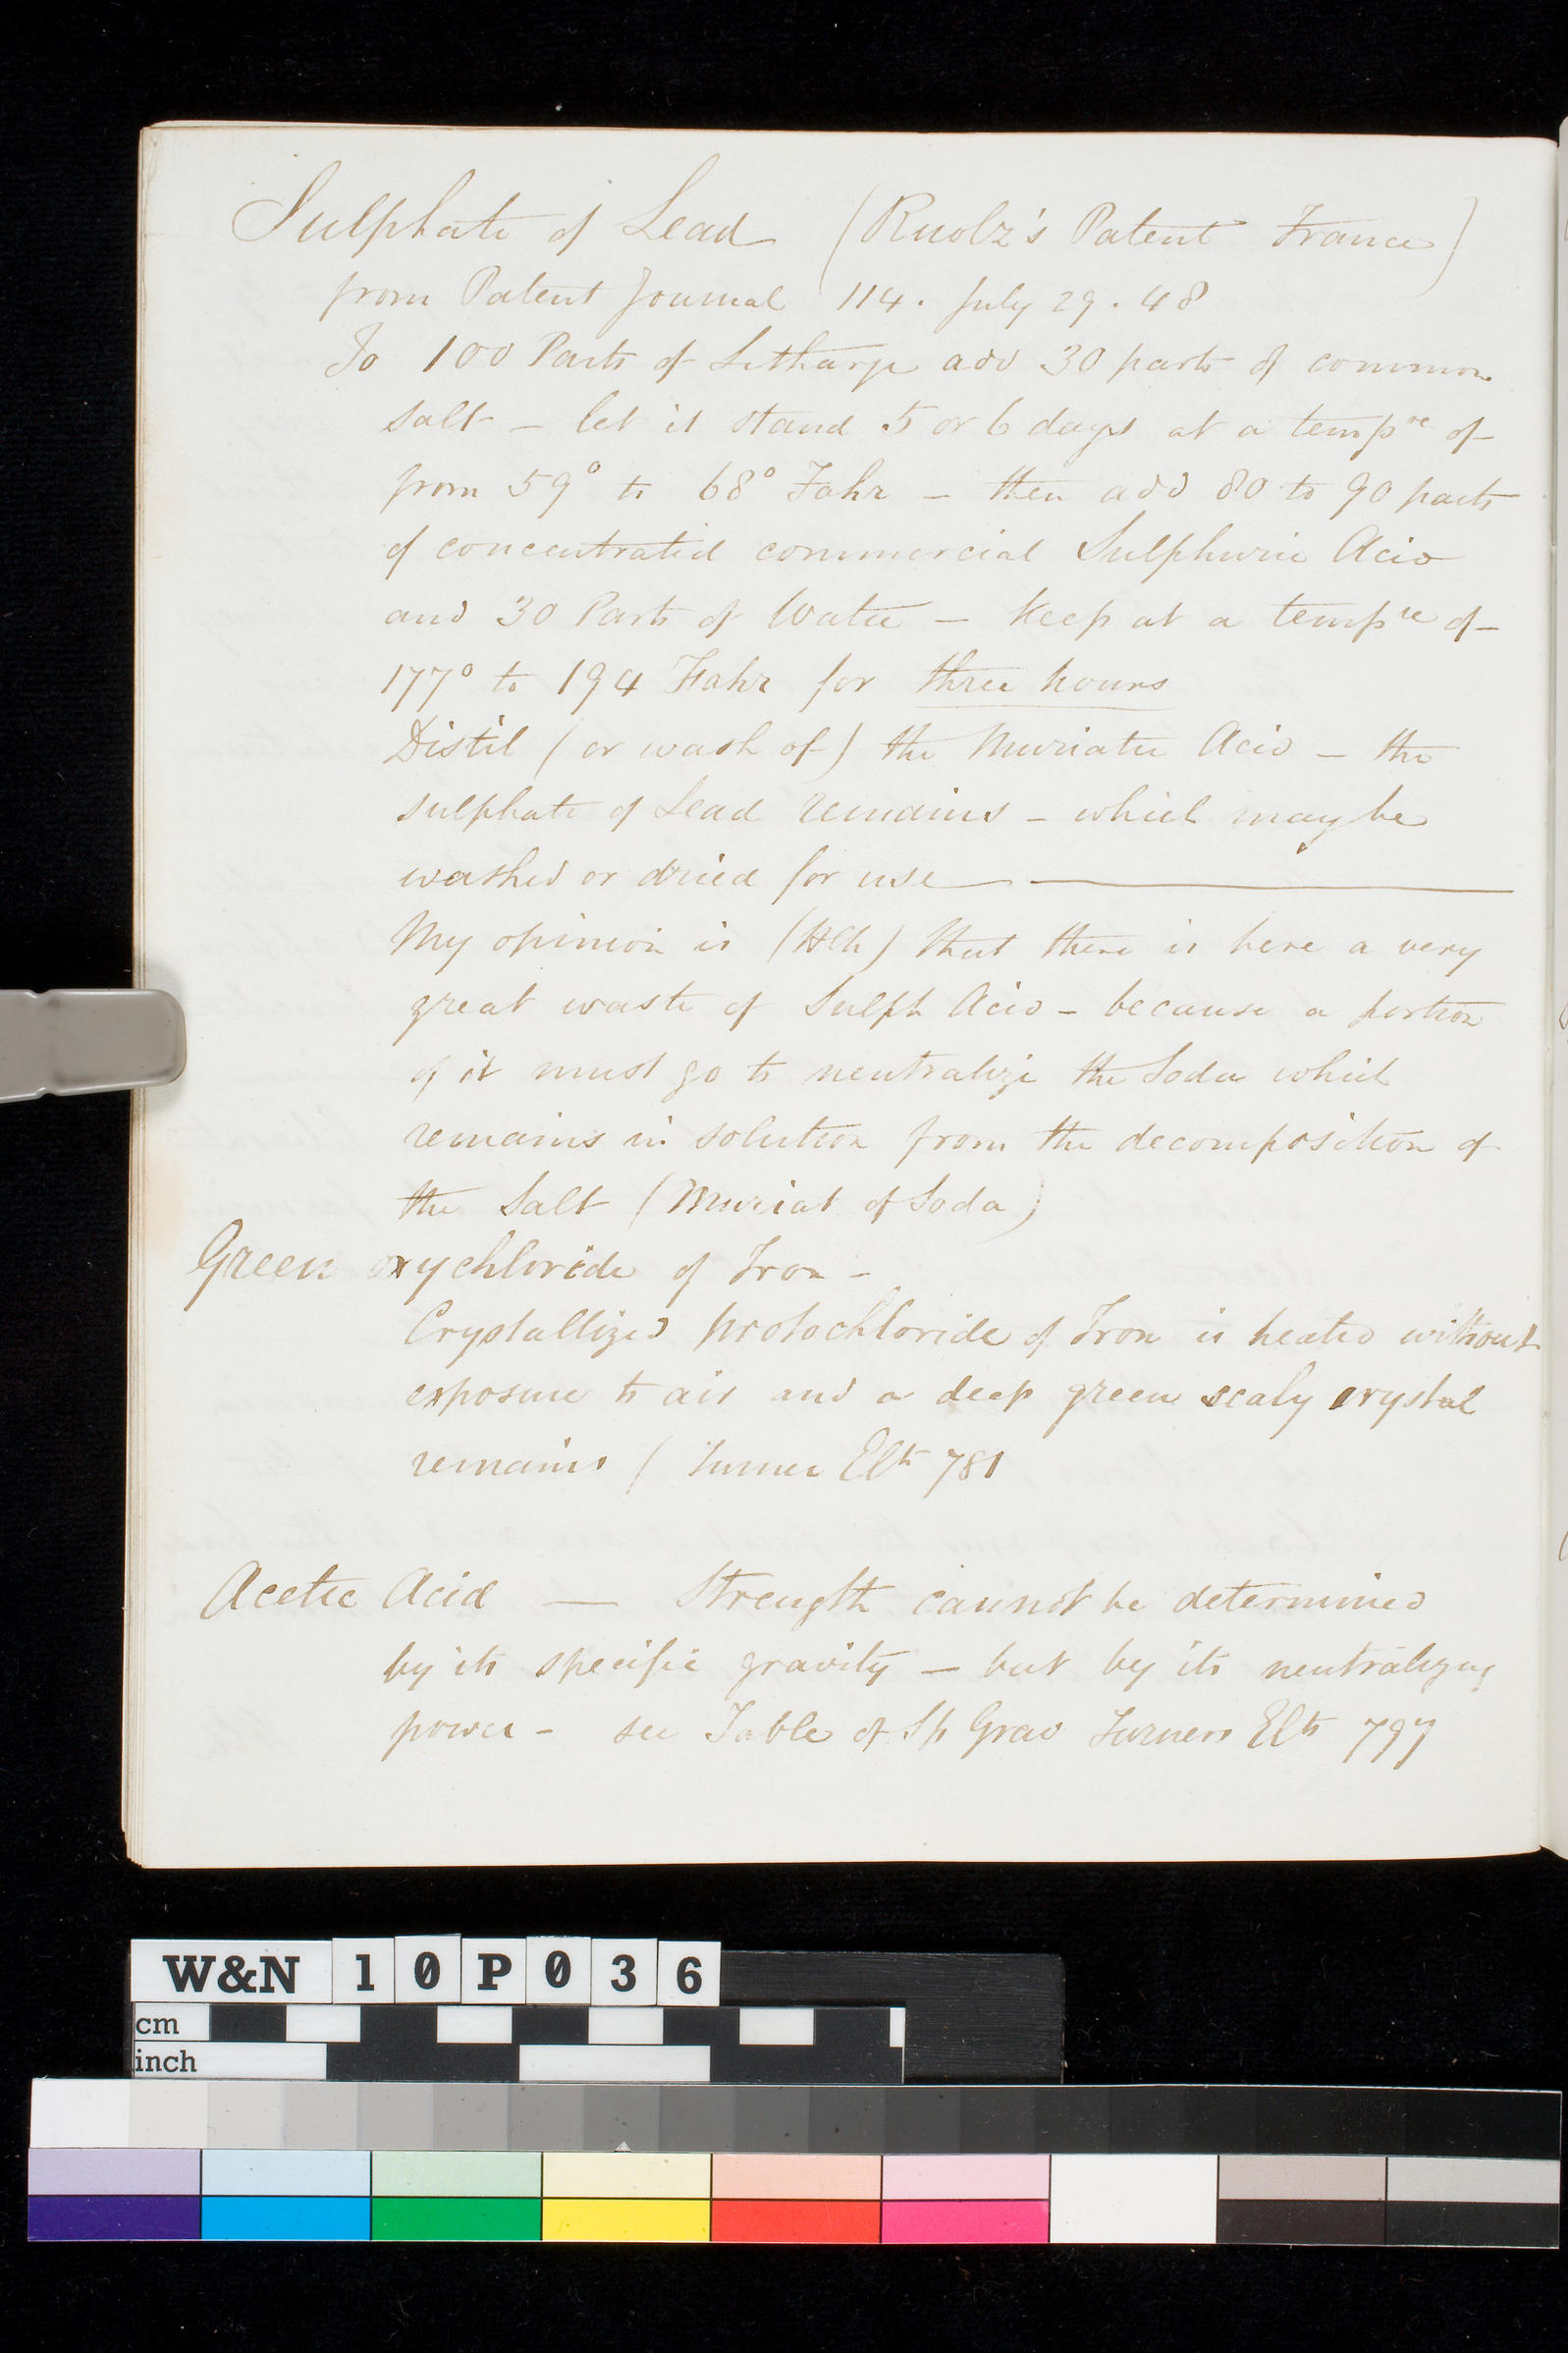 Sulphate of Lead (Ruolz's Patent France)
from Patent Journal 114. July 29. 48
To 100 Parts of Litharge add 30 parts of common
salt – let it stand 5 or 6 days at a tempre of
from 59° to 68° Fahr – then add 80 to 90 parts
of concentrated commercial Sulphuric Acid
and 30 Parts of Water – keep at a tempre of
177° to 194 Fahr for three hours
Distil (or wash of) the Muriatic Acid – the
sulphate of Lead remains – which may be
washed or dried for use
My opinion is () that there is here a very
great waste of Sulph Acid – because a portion
of it must go to neutralize the Soda which
remains in solution from the decomposition of
the Salt (Muriat of Soda)
Green oxychloride of Iron –
Crystallized protochloride of Iron is heated without
exposure to air and a deep green scaly crystal
remains ( Turner Elts 781
Acetic Acid — Strength cannot be determined
by its specific gravity – but by its neutralizing
power – see Table of Sp Grav Turners Elts 797
W&N 10P036
cm
inch